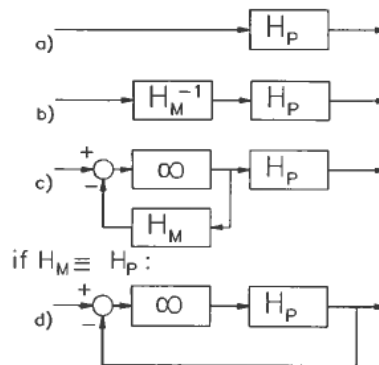 a) H_P
b) H_M^-1 H_P
+
c) ∞ H_P
−
H_M
if H_M ≡ H_P :
+
d) ∞ H_P
−